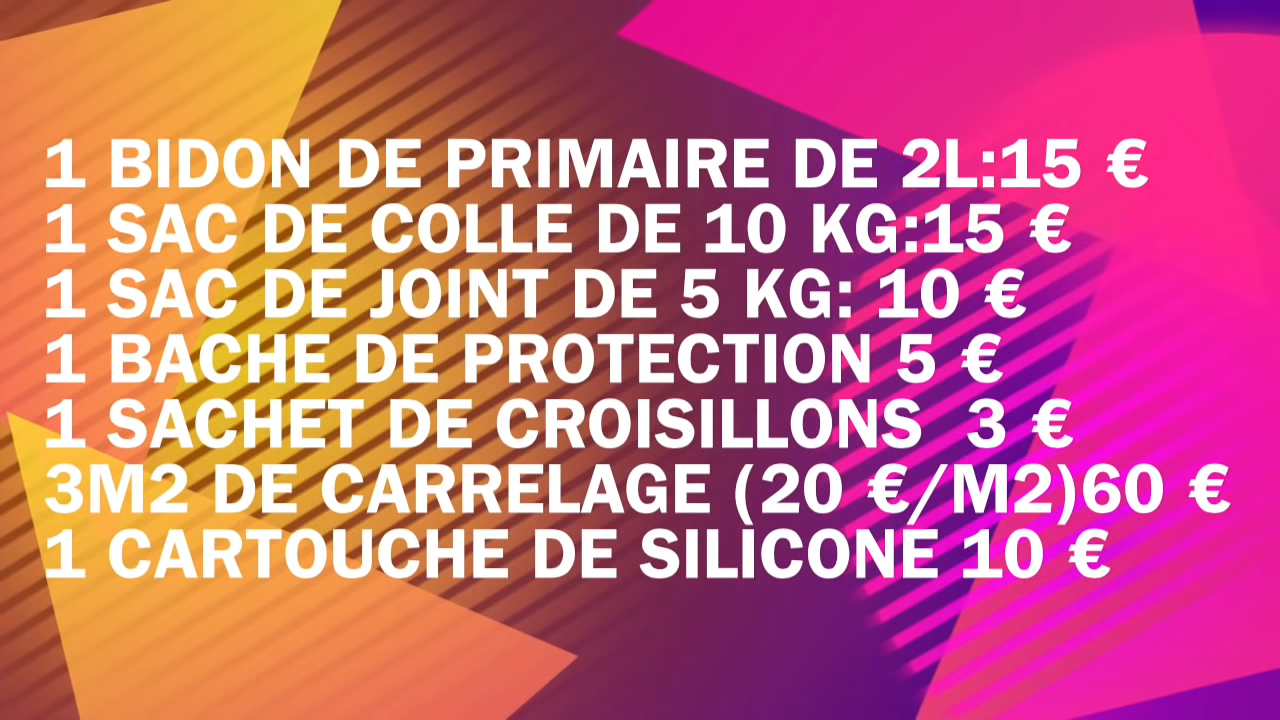 1 BIDON DE PRIMAIRE DE 2L:15 €
1 SAC DE COLLE DE 10 KG:15 €
1 SAC DE JOINT DE 5 KG: 10 €
1 BACHE DE PROTECTION 5 €
1 SACHET DE CROISILLONS  3 €
3M2 DE CARRELAGE (20 €/M2)60 €
1 CARTOUCHE DE SILICONE 10 €